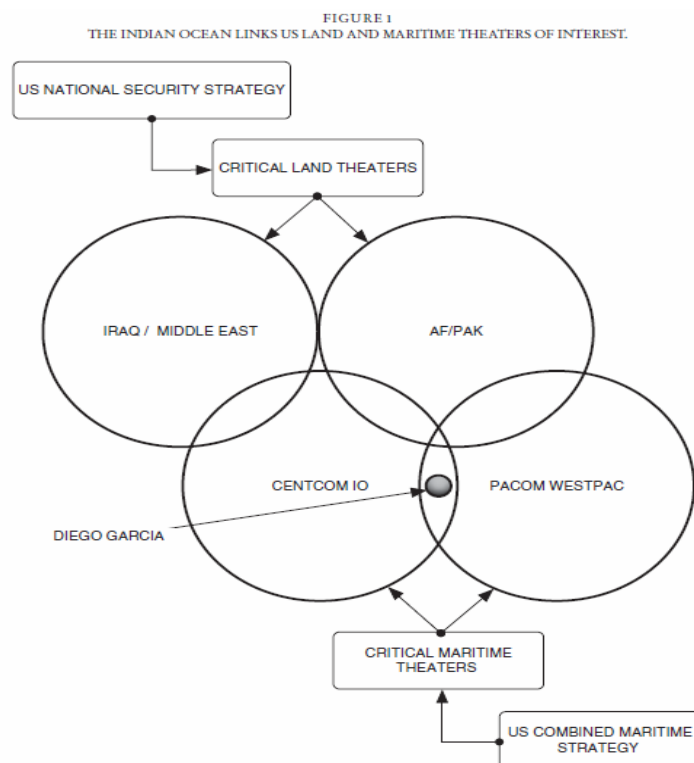 FIGURE 1
THE INDIAN OCEAN LINKS US LAND AND MARITIME THEATERS OF INTEREST.
US NATIONAL SECURITY STRATEGY
CRITICAL LAND THEATERS
IRAQ / MIDDLE EAST
AF/PAK
CENTCOM IO
PACOM WESTPAC
DIEGO GARCIA
CRITICAL MARITIME
THEATERS
US COMBINED MARITIME
STRATEGY